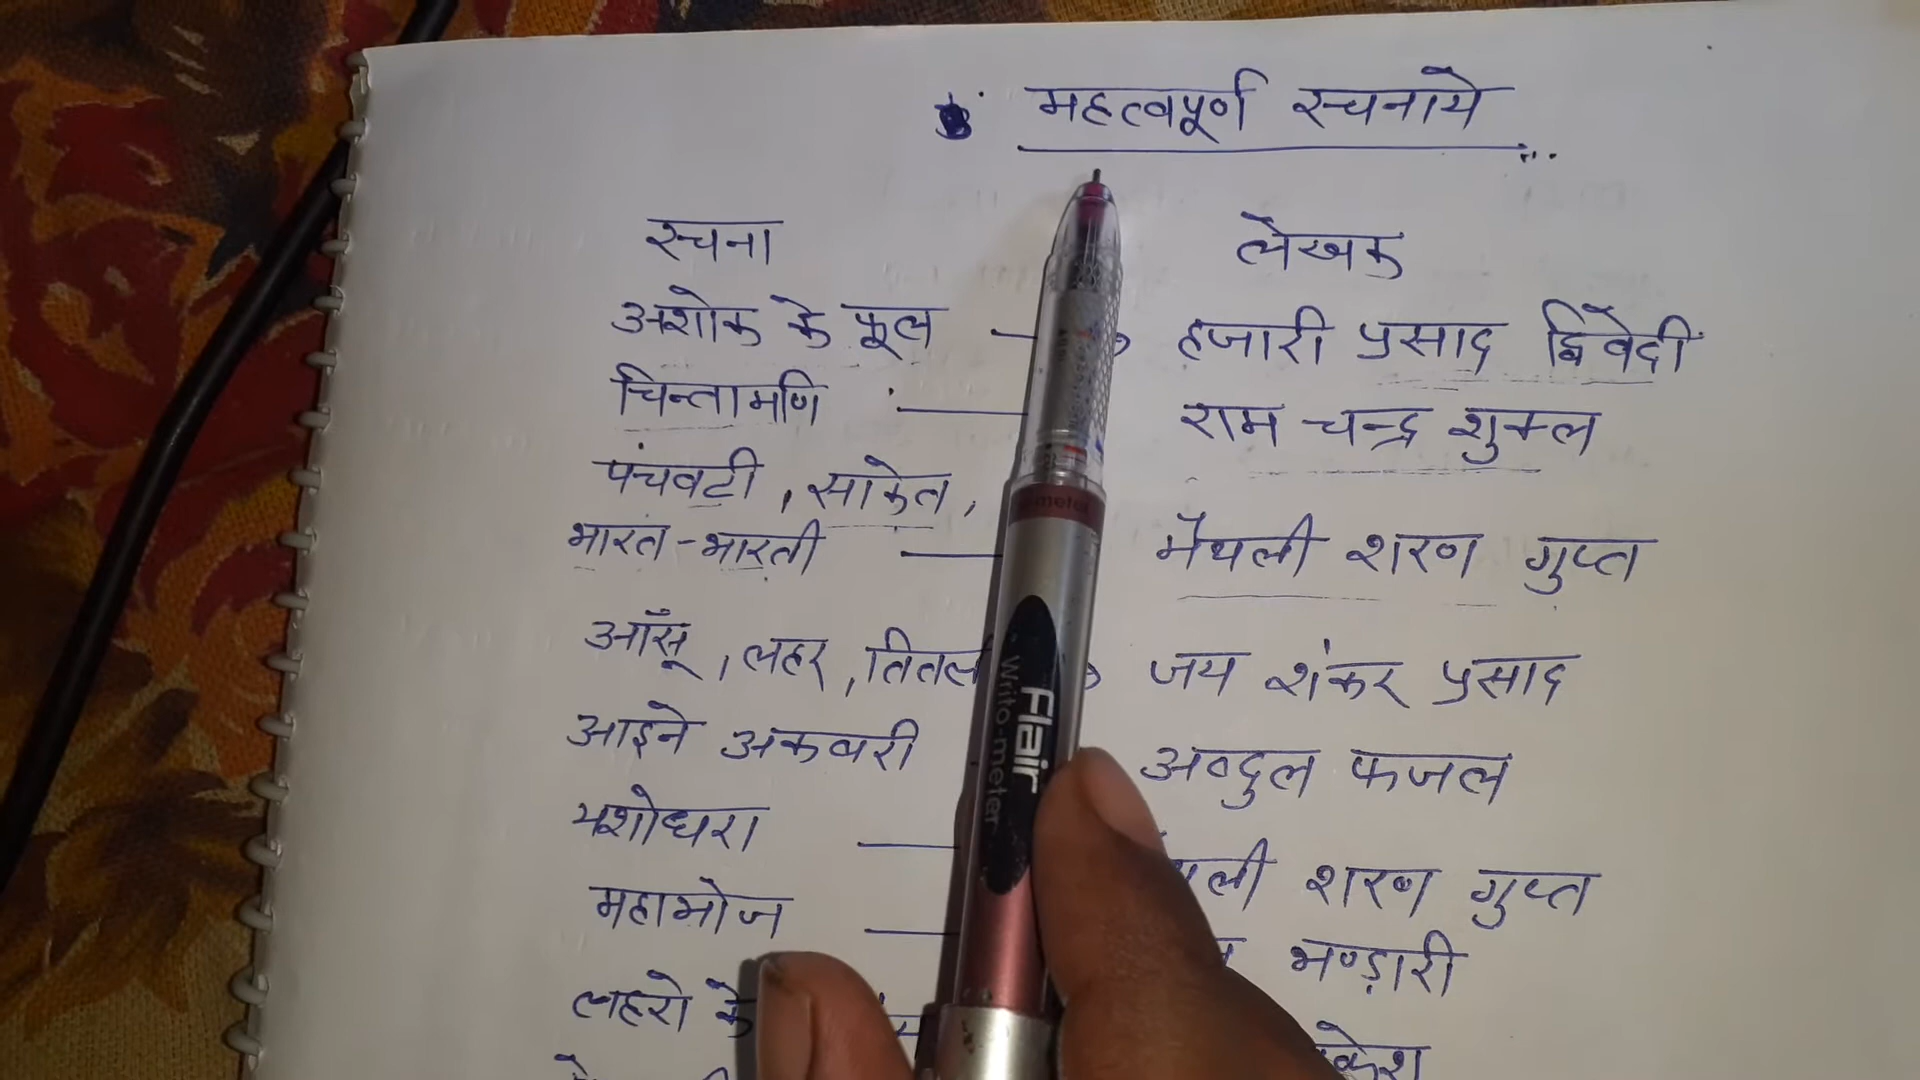 महत्वपूर्ण रचनाये
रचना लेखक
अशोक के फूल हजारी प्रसाद द्विवेदी
चिन्तामणि राम चन्द्र शुक्ल
पंचवटी, साकेत,
भारत-भारती मैथली शरण गुप्त
आँसू, लहर, जय शंकर प्रसाद
आइने अकबरी अब्दुल फजल
यशोधरा शरण गुप्त
महाभोज भण्डारी
लहरो के
Flair
Writo-meter